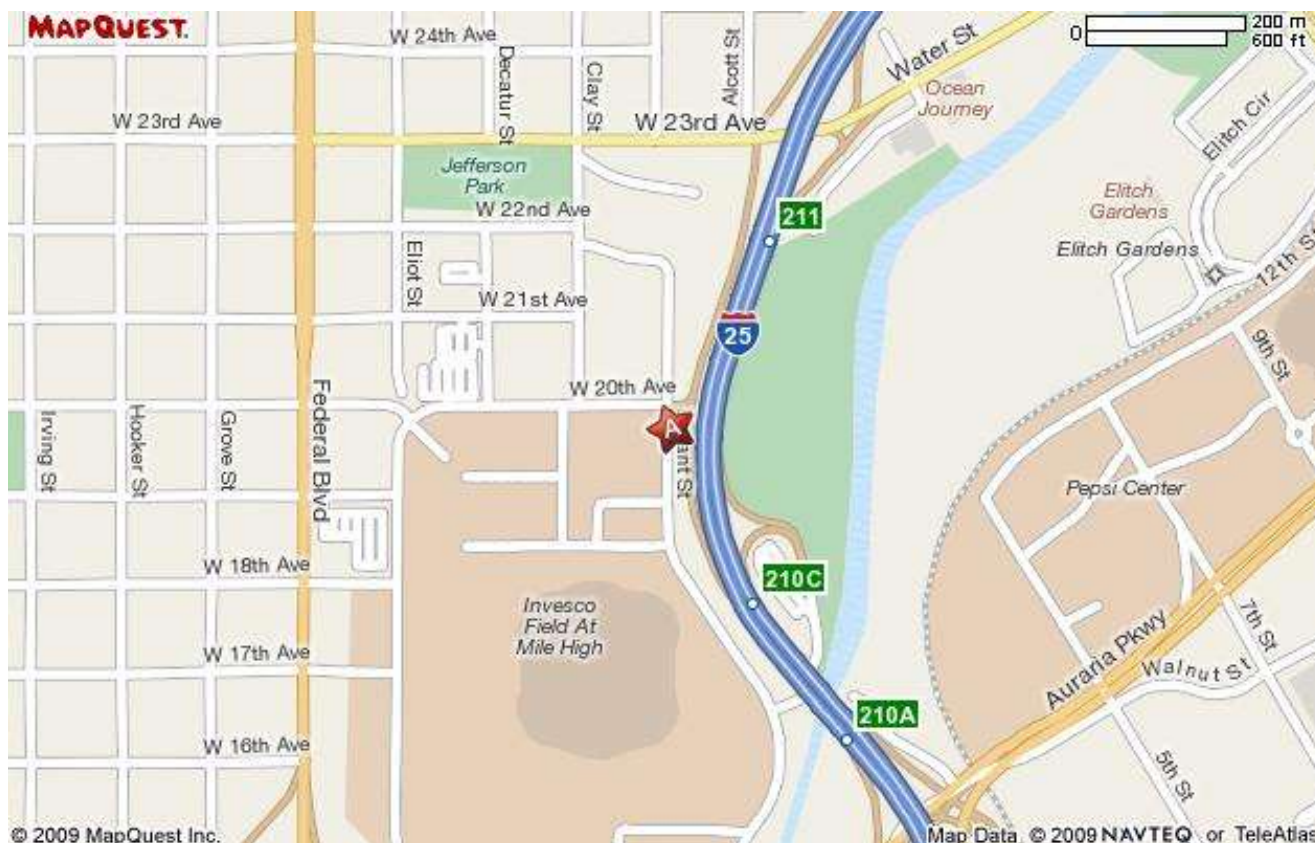 MAPQUEST.
0
200 m
600 ft
W 24th Ave
Decatur St
Clay St
Alcott St
Water St
Ocean
Journey
W 23rd Ave
W 23rd Ave
Elitch Cir
Jefferson
Park
Elitch
Gardens
W 22nd Ave
211
Elitch Gardens
12th St
Eliot St
W 21st Ave
25
9th St
W 20th Ave
Irving St
Hooker St
Grove St
Federal Blvd
A
ant St
Pepsi Center
W 18th Ave
210C
Invesco
Field At
Mile High
7th St
W 17th Ave
Auraria Pkwy
Walnut St
210A
W 16th Ave
5th St
© 2009 MapQuest Inc.
Map Data © 2009 NAVTEQ or TeleAtlas